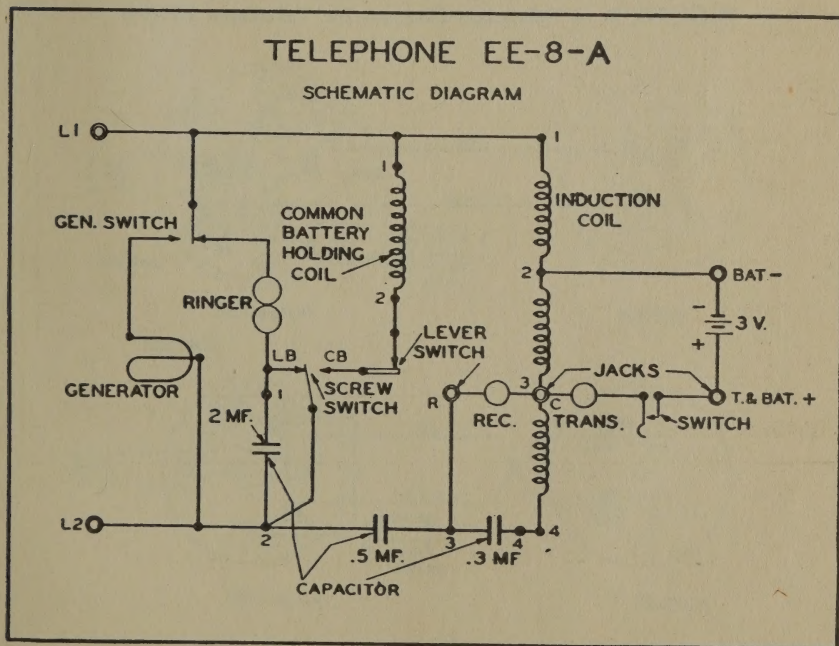 TELEPHONE EE-8-A
SCHEMATIC DIAGRAM
L1
1
1
GEN. SWITCH
COMMON
BATTERY
HOLDING
COIL
INDUCTION
COIL
2
BAT.-
RINGER
2
-
3 V.
+
LEVER
SWITCH
LB
CB
JACKS
GENERATOR
1
SCREW
SWITCH
R
REC.
3
C
TRANS.
T.& BAT. +
SWITCH
2 MF.
L2
2
.5 MF.
3
.3 MF
4
4
CAPACITOR